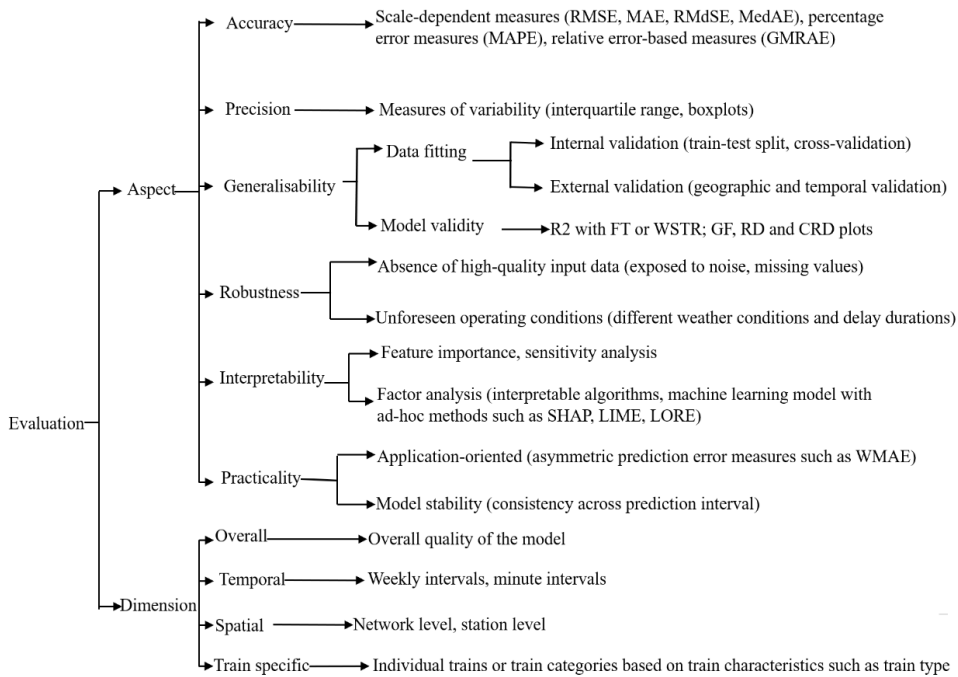 Accuracy
Scale-dependent measures (RMSE, MAE, RMdSE, MedAE), percentage
error measures (MAPE), relative error-based measures (GMRAE)
Precision
Measures of variability (interquartile range, boxplots)
Generalisability
Data fitting
Internal validation (train-test split, cross-validation)
External validation (geographic and temporal validation)
Model validity
R2 with FT or WSTR; GF, RD and CRD plots
Aspect
Robustness
Absence of high-quality input data (exposed to noise, missing values)
Unforeseen operating conditions (different weather conditions and delay durations)
Interpretability
Feature importance, sensitivity analysis
Factor analysis (interpretable algorithms, machine learning model with
ad-hoc methods such as SHAP, LIME, LORE)
Evaluation
Practicality
Application-oriented (asymmetric prediction error measures such as WMAE)
Model stability (consistency across prediction interval)
Overall
Overall quality of the model
Temporal
Weekly intervals, minute intervals
Dimension
Spatial
Network level, station level
Train specific
Individual trains or train categories based on train characteristics such as train type